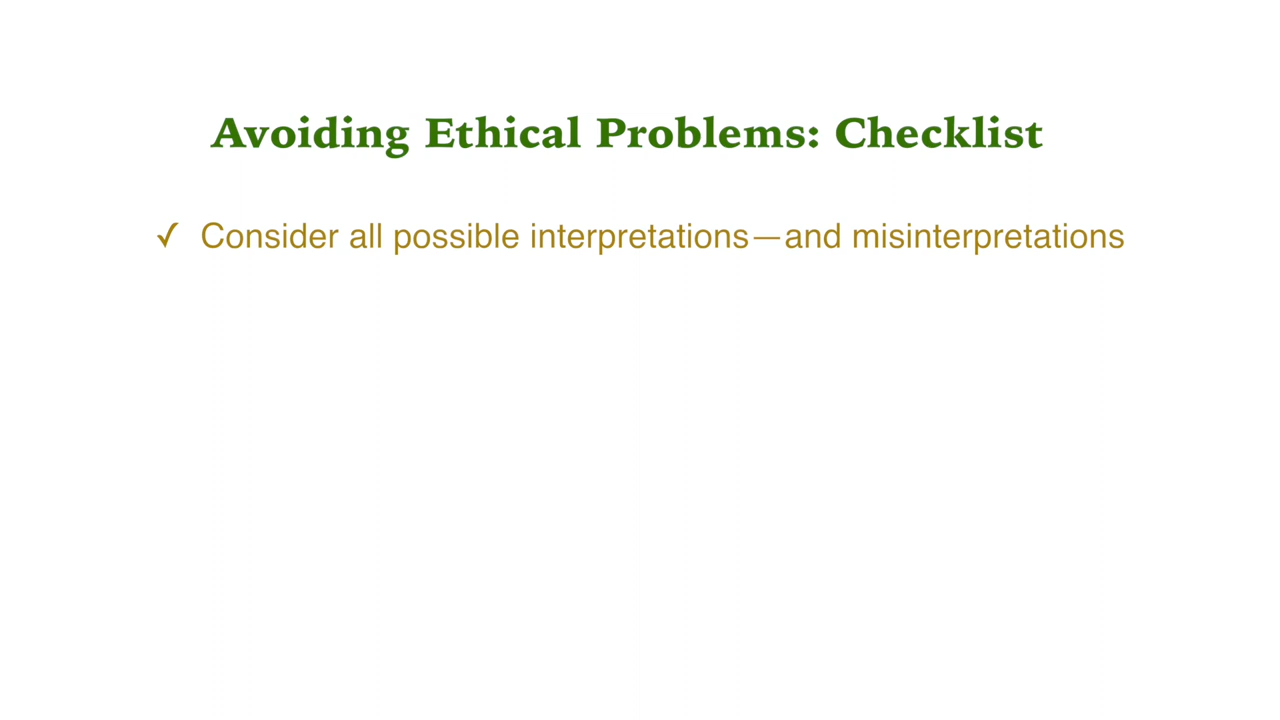 Avoiding Ethical Problems: Checklist
✓ Consider all possible interpretations—and misinterpretations